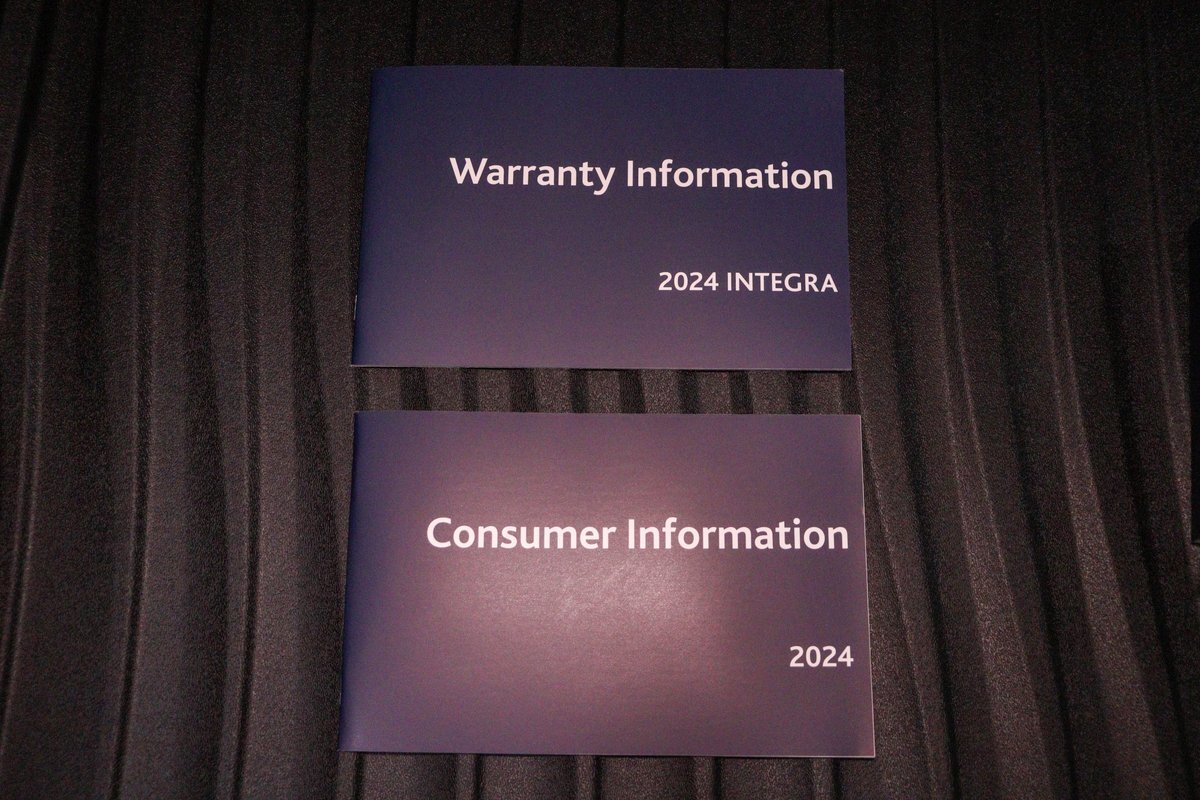 Warranty Information
2024 INTEGRA
Consumer Information
2024